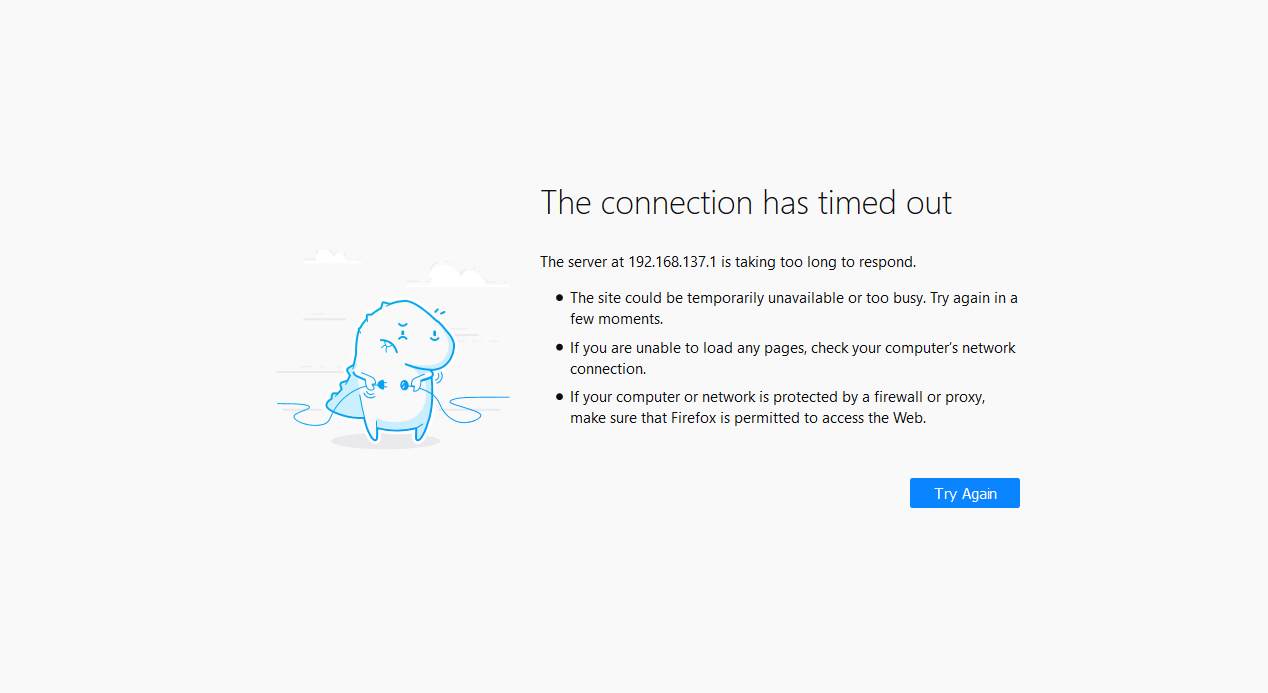 The connection has timed out
The server at 192.168.137.1 is taking too long to respond.
The site could be temporarily unavailable or too busy. Try again in a
few moments.
If you are unable to load any pages, check your computer’s network
connection.
If your computer or network is protected by a firewall or proxy,
make sure that Firefox is permitted to access the Web.
Try Again